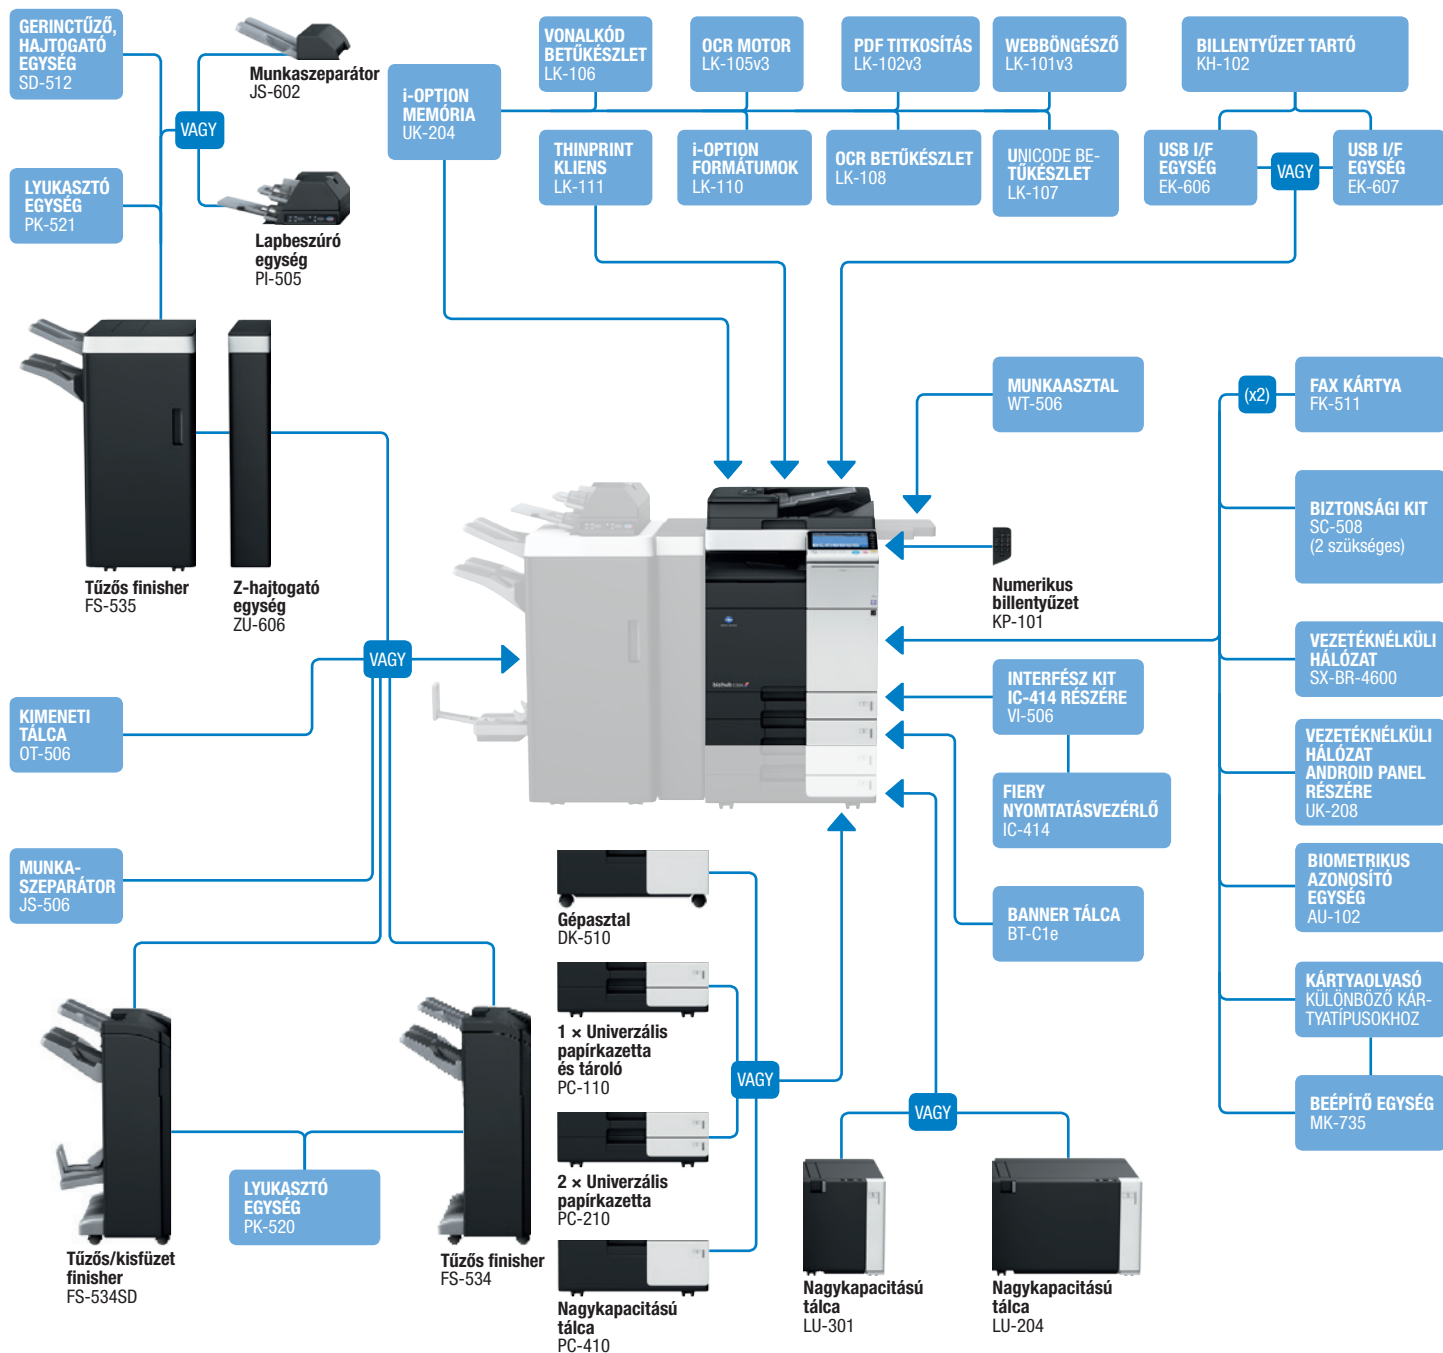 GERINCTŰZŐ,
HAJTOGATÓ
EGYSÉG
SD-512
Munkaszeparátor
JS-602
VAGY
LYUKASZTÓ
EGYSÉG
PK-521
Lapbeszúró
egység
PI-505
i-OPTION
MEMÓRIA
UK-204
VONALKÓD
BETŰKÉSZLET
LK-106
OCR MOTOR
LK-105v3
PDF TITKOSÍTÁS
LK-102v3
WEBBÖNGÉSZŐ
LK-101v3
BILLENTYŰZET TARTÓ
KH-102
THINPRINT
KLIENS
LK-111
i-OPTION
FORMÁTUMOK
LK-110
OCR BETŰKÉSZLET
LK-108
UNICODE BE-
TŰKÉSZLET
LK-107
USB I/F
EGYSÉG
EK-606
VAGY
USB I/F
EGYSÉG
EK-607
Tűzős finisher
FS-535
Z-hajtogató
egység
ZU-606
MUNKAASZTAL
WT-506
(x2)
FAX KÁRTYA
FK-511
BIZTONSÁGI KIT
SC-508
(2 szükséges)
Numerikus
billentyűzet
KP-101
VAGY
VEZETÉKNÉLKÜLI
HÁLÓZAT
SX-BR-4600
INTERFÉSZ KIT
IC-414 RÉSZÉRE
VI-506
bizhub
KIMENETI
TÁLCA
OT-506
VEZETÉKNÉLKÜLI
HÁLÓZAT
ANDROID PANEL
RÉSZÉRE
UK-208
FIERY
NYOMTATÁSVEZÉRLŐ
IC-414
MUNKA-
SZEPARÁTOR
JS-506
BIOMETRIKUS
AZONOSÍTÓ
EGYSÉG
AU-102
Gépasztal
DK-510
BANNER TÁLCA
BT-C1e
KÁRTYAOLVASÓ
KÜLÖNBÖZŐ KÁR-
TYATÍPUSOKHOZ
1 × Univerzális
papírkazetta
és tároló
PC-110
VAGY
VAGY
BEÉPÍTŐ EGYSÉG
MK-735
2 × Univerzális
papírkazetta
PC-210
LYUKASZTÓ
EGYSÉG
PK-520
Tűzős/kisfüzet
finisher
FS-534SD
Tűzős finisher
FS-534
Nagykapacitású
tálca
PC-410
Nagykapacitású
tálca
LU-301
Nagykapacitású
tálca
LU-204